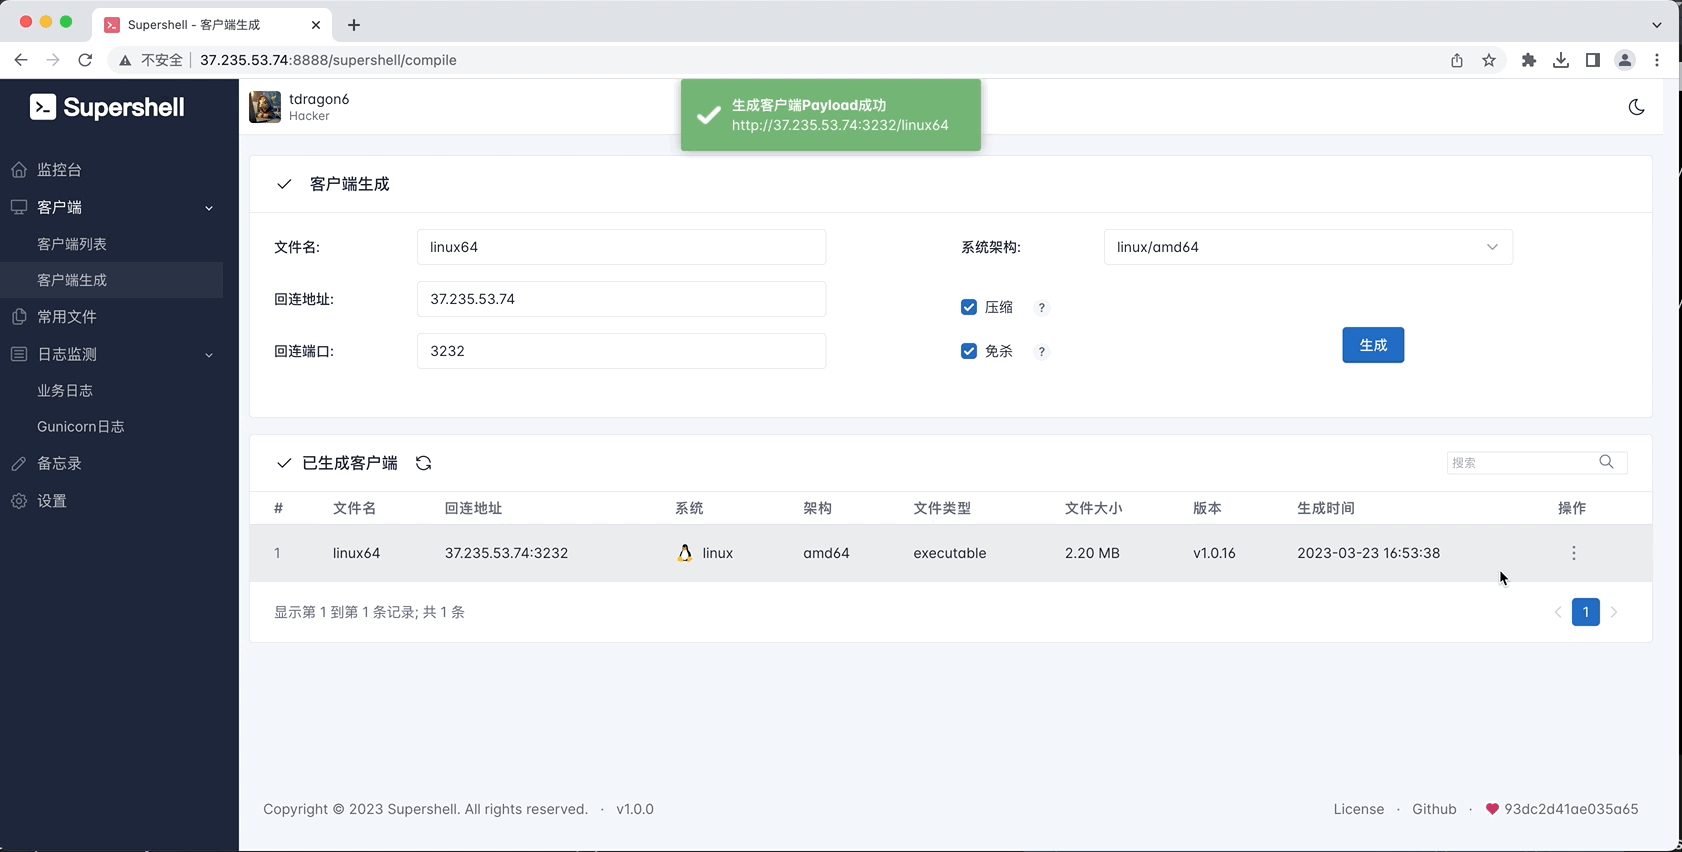 Supershell - 客户端生成
不安全 37.235.53.74:8888/supershell/compile
Supershell
tdragon6
Hacker
生成客户端Payload成功
http://37.235.53.74:3232/linux64
监控台
客户端
客户端列表
客户端生成
常用文件
日志监测
业务日志
Gunicorn日志
备忘录
设置
客户端生成
文件名: linux64 系统架构: linux/amd64
回连地址: 37.235.53.74 压缩 ?
回连端口: 3232 免杀 ? 生成
已生成客户端 搜索
# 文件名 回连地址 系统 架构 文件类型 文件大小 版本 生成时间 操作
1 linux64 37.235.53.74:3232 linux amd64 executable 2.20 MB v1.0.16 2023-03-23 16:53:38
显示第 1 到第 1 条记录; 共 1 条 1
Copyright © 2023 Supershell. All rights reserved. · v1.0.0 License · Github · 93dc2d41ae035a65